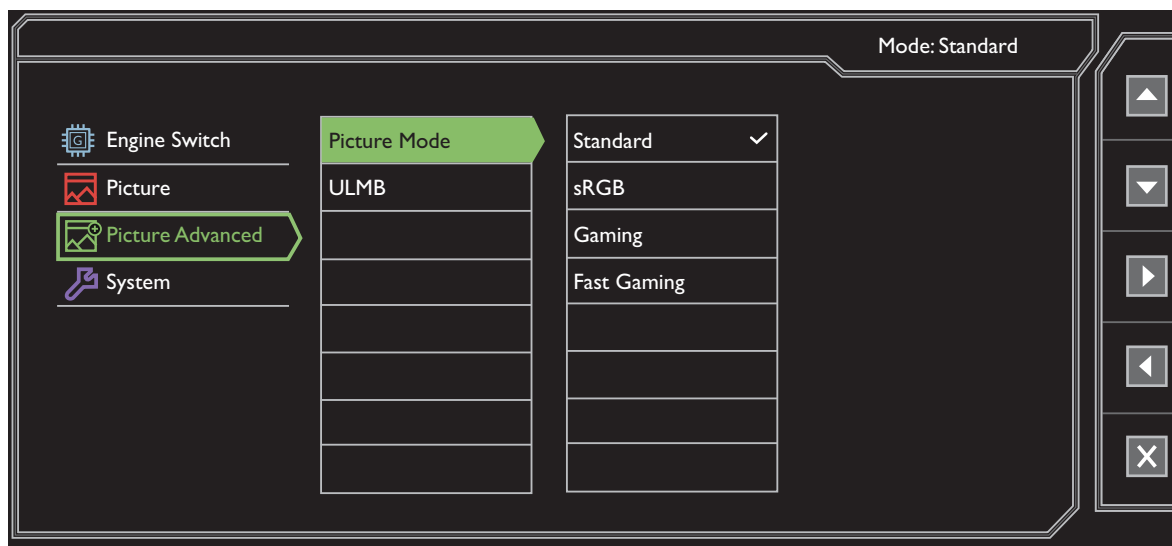 Mode: Standard
G Engine Switch
Picture
Picture Advanced
System
Picture Mode
ULMB
Standard
sRGB
Gaming
Fast Gaming
X